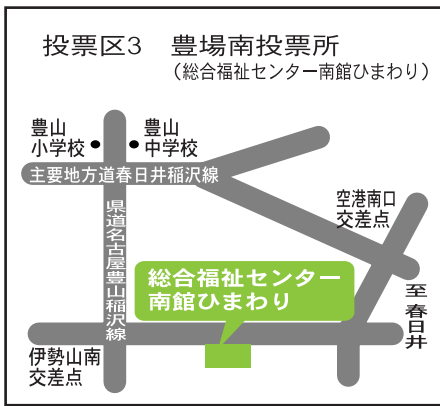 投票区3　豊場南投票所
（総合福祉センター南館ひまわり）
豊山
小学校
豊山
中学校
主要地方道春日井稲沢線
空港南口
交差点
県道名古屋豊山稲沢線
総合福祉センター
南館ひまわり
至春日井
伊勢山南
交差点